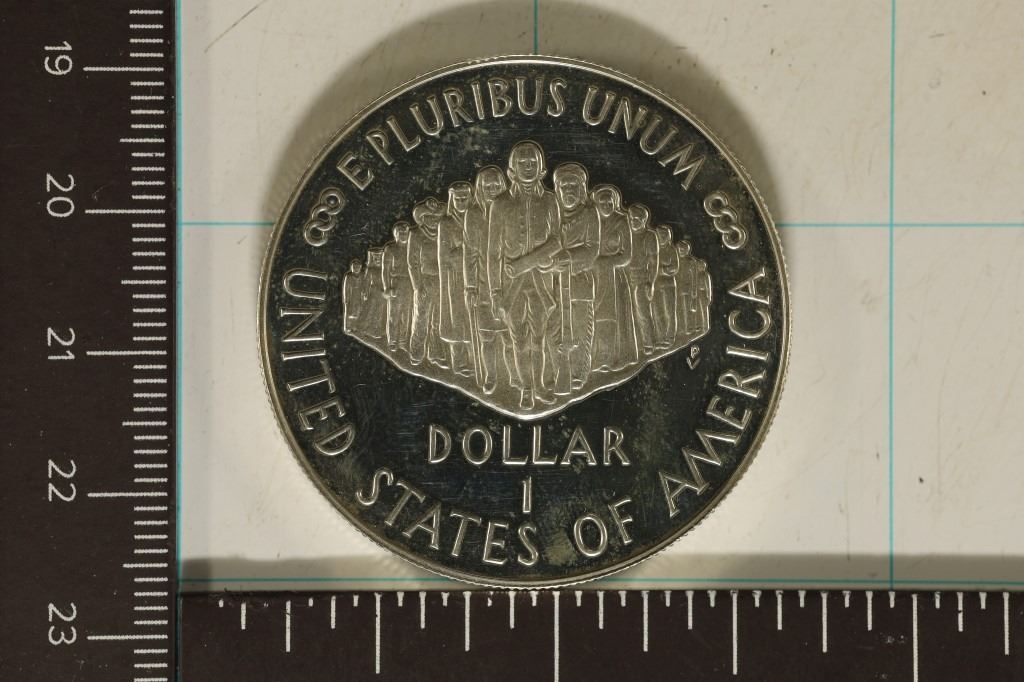 E PLURIBUS UNUM
UNITED STATES OF AMERICA
DOLLAR
1
19
20
21
22
23